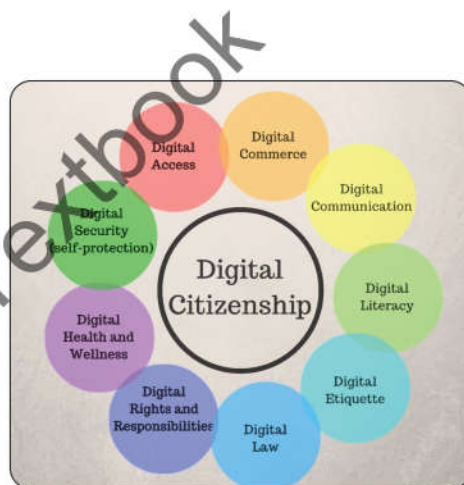 Textbook
Digital
Access
Digital
Commerce
Digital
Communication
Digital
Literacy
Digital
Etiquette
Digital
Law
Digital
Rights and
Responsibilities
Digital
Health and
Wellness
Digital
Security
(self-protection)
Digital
Citizenship